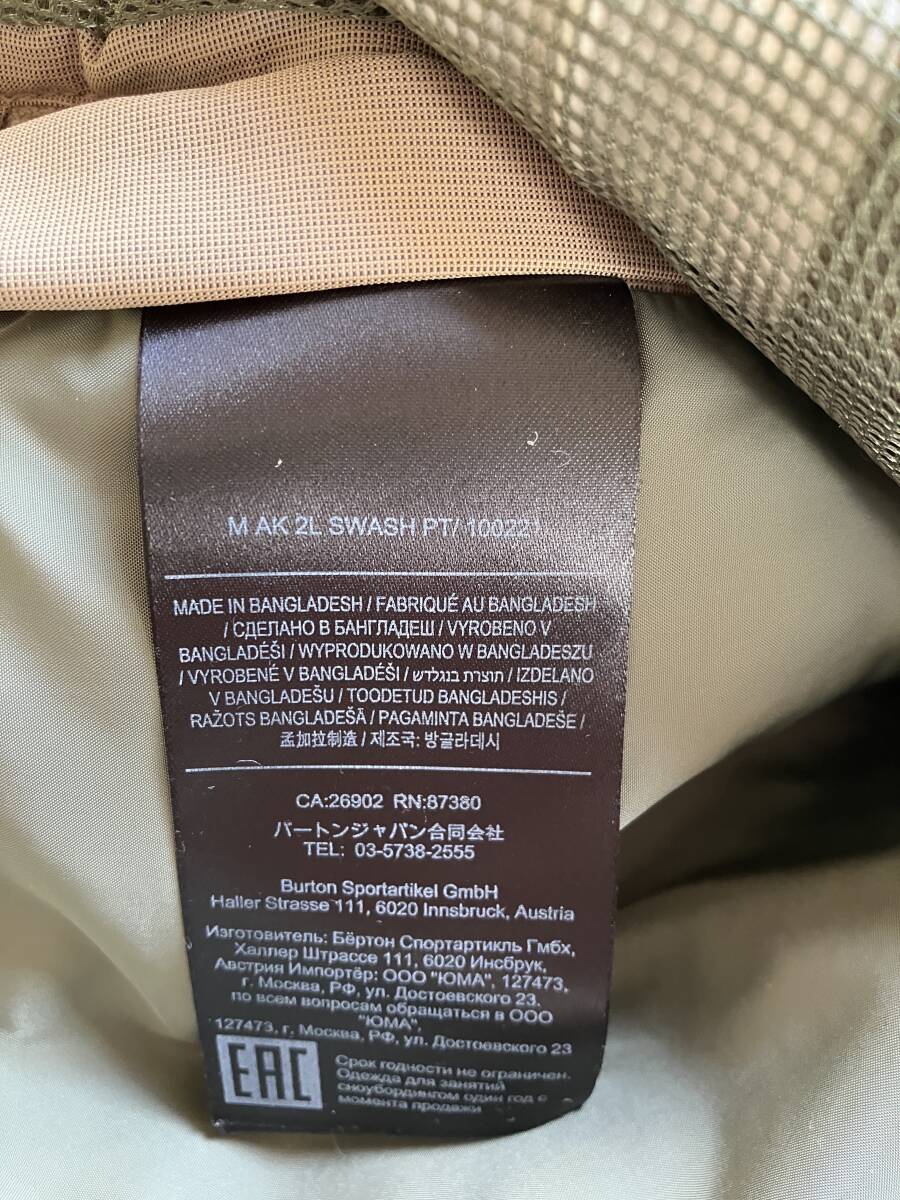 M AK 2L SWASH PT/ 100221
MADE IN BANGLADESH / FABRIQUÉ AU BANGLADESH
/ СДЕЛАНО В БАНГЛАДЕШ / VYROBENO V
BANGLADÉŠI / WYPRODUKOWANO W BANGLADESZU
/ VYROBENÉ V BANGLADÉŠI / תוצרת בנגלדש / IZDELANO
V BANGLADEŠU / TOODETUD BANGLADESHIS /
RAŽOTS BANGLADEŠĀ / PAGAMINTA BANGLADEŠE /
孟加拉制造 / 제조국: 방글라데시
CA:26902 RN:87380
バートンジャパン合同会社
TEL: 03-5738-2555
Burton Sportartikel GmbH
Haller Strasse 111, 6020 Innsbruck, Austria
Изготовитель: Бёртон Спортартикль Гмбх,
Халлер Штрассе 111, 6020 Инсбрук,
Австрия Импортёр: ООО "ЮМА", 127473,
г. Москва, РФ, ул. Достоевского 23,
по всем вопросам обращаться в ООО
"ЮМА",
127473, г. Москва, РФ, ул. Достоевского 23
EAC
Срок годности не ограничен.
Одежда для занятий
сноубордингом один год с
момента продажи